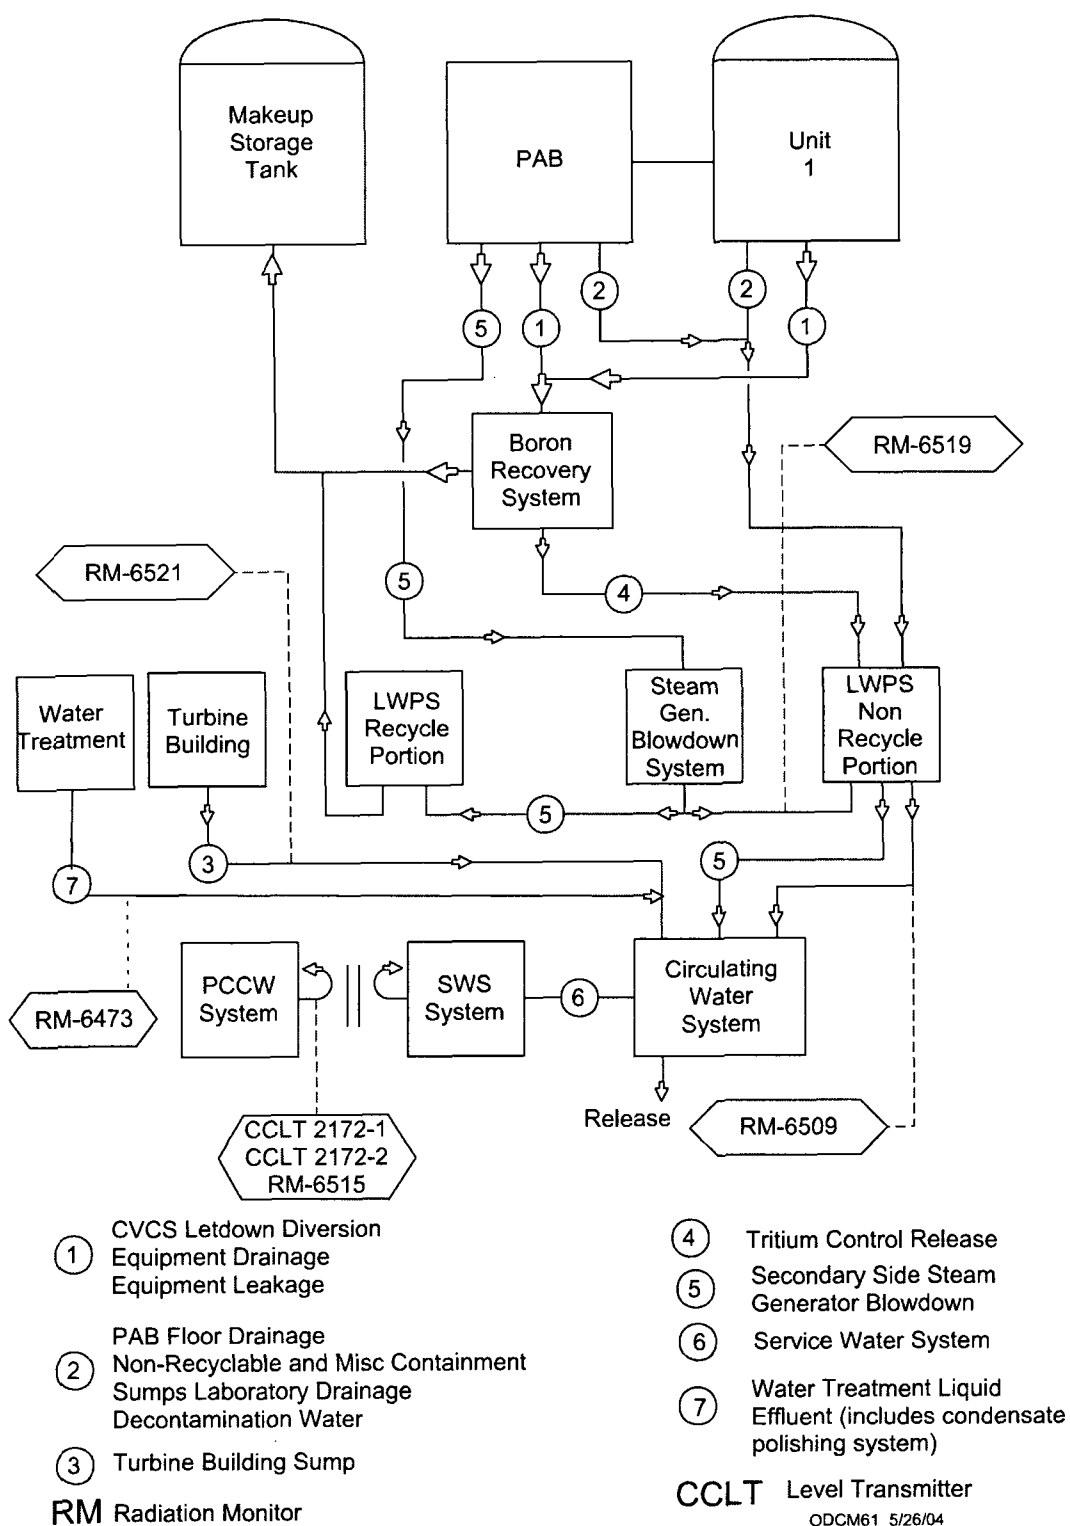 Makeup
Storage
Tank
PAB
Unit
1
5
1
2
2
1
Boron
Recovery
System
RM-6519
RM-6521
5
4
Water
Treatment
Turbine
Building
LWPS
Recycle
Portion
Steam
Gen.
Blowdown
System
LWPS
Non
Recycle
Portion
5
3
5
7
PCCW
System
SWS
System
6
Circulating
Water
System
RM-6473
Release
RM-6509
CCLT 2172-1
CCLT 2172-2
RM-6515
1
CVCS Letdown Diversion
Equipment Drainage
Equipment Leakage
2
PAB Floor Drainage
Non-Recyclable and Misc Containment
Sumps Laboratory Drainage
Decontamination Water
3 Turbine Building Sump
RM Radiation Monitor
4 Tritium Control Release
5
Secondary Side Steam
Generator Blowdown
6 Service Water System
7
Water Treatment Liquid
Effluent (includes condensate
polishing system)
CCLT Level Transmitter
ODCM61 5/26/04